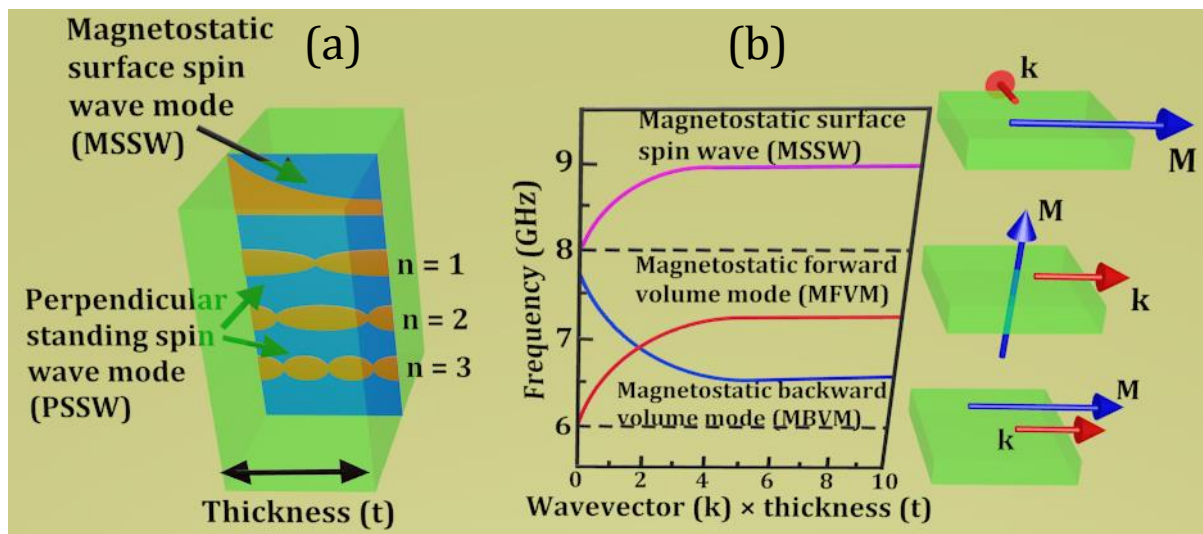 (a)
Magnetostatic
surface spin
wave mode
(MSSW)
n = 1
n = 2
n = 3
Perpendicular
standing spin
wave mode
(PSSW)
Thickness (t)
(b)
Frequency (GHz)
9
8
7
6
Magnetostatic surface
spin wave (MSSW)
Magnetostatic forward
volume mode (MFVM)
Magnetostatic backward
volume mode (MBVM)
0 2 4 6 8 10
Wavevector (k) × thickness (t)
k
M
M
k
M
k